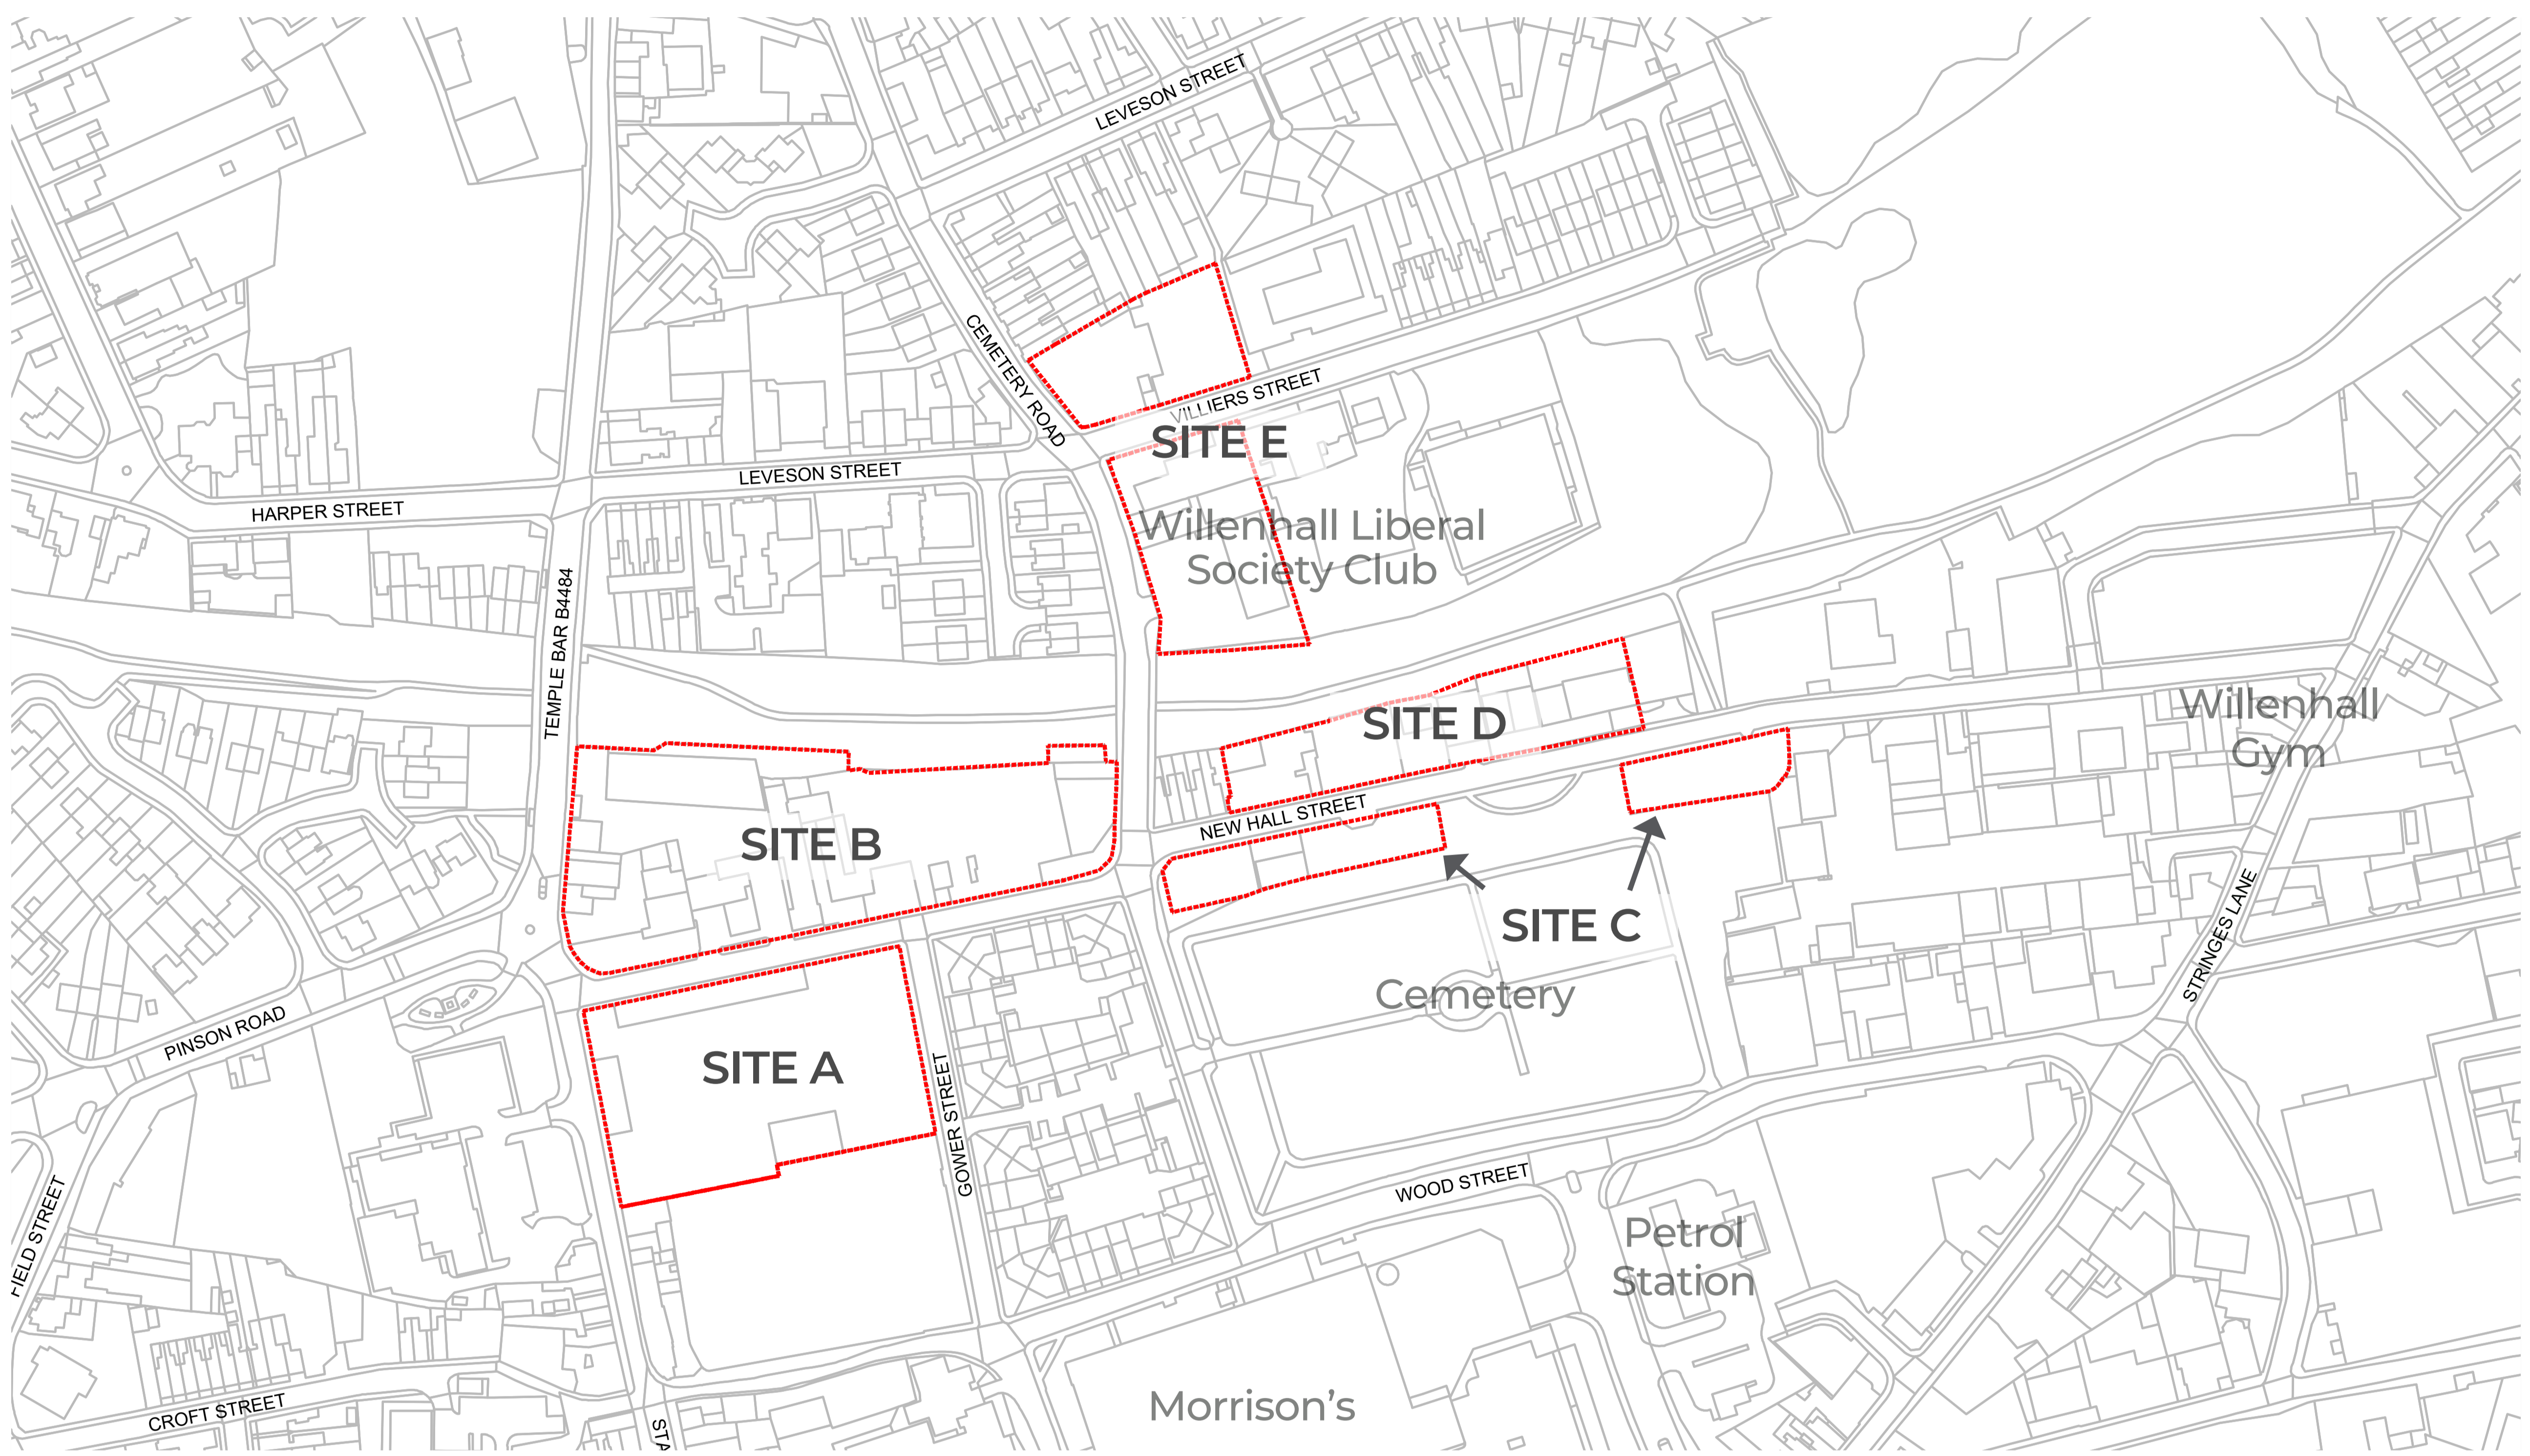 LEVESON STREET
CEMETERY ROAD
VILLIERS STREET
SITE E
LEVESON STREET
HARPER STREET
Willenhall Liberal
Society Club
TEMPLE BAR B4484
SITE D
Willenhall
Gym
NEW HALL STREET
SITE B
SITE C
STRINGES LANE
Cemetery
PINSON ROAD
SITE A
GOWER STREET
WOOD STREET
FIELD STREET
Petrol
Station
Morrison's
CROFT STREET
STA